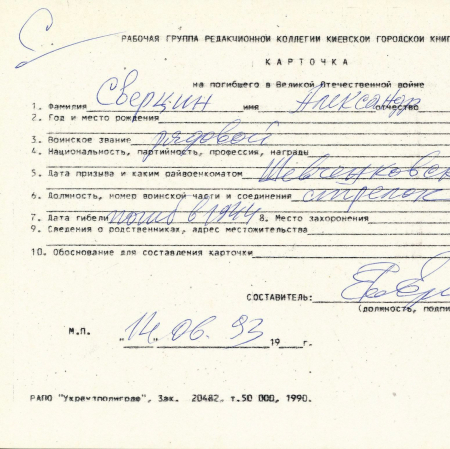 С.
РАБОЧАЯ ГРУППА РЕДАКЦИОННОЙ КОЛЛЕГИИ КИЕВСКОЙ ГОРОДСКОЙ КНИГ
КАРТОЧКА
на погибшего в Великой Отечественной войне
1. Фамилия Сверчин имя Александр отчество
2. Год и место рождения
3. Воинское звание рядовой
4. Национальность, партийность, профессия, награды
5. Дата призыва и каким райвоенкоматом Шевченковск
6. Должность, номер воинской части и соединения стрелок
7. Дата гибели погиб в 1944 8. Место захоронения
9. Сведения о родственниках, адрес местожительства
10. Обоснование для составления карточки
СОСТАВИТЕЛЬ:
(должность, подпи
М.П. "14" 06. 93 19 г.
РАПО "Укрвузполиграф", Зак. 20482. т.50 000, 1990.